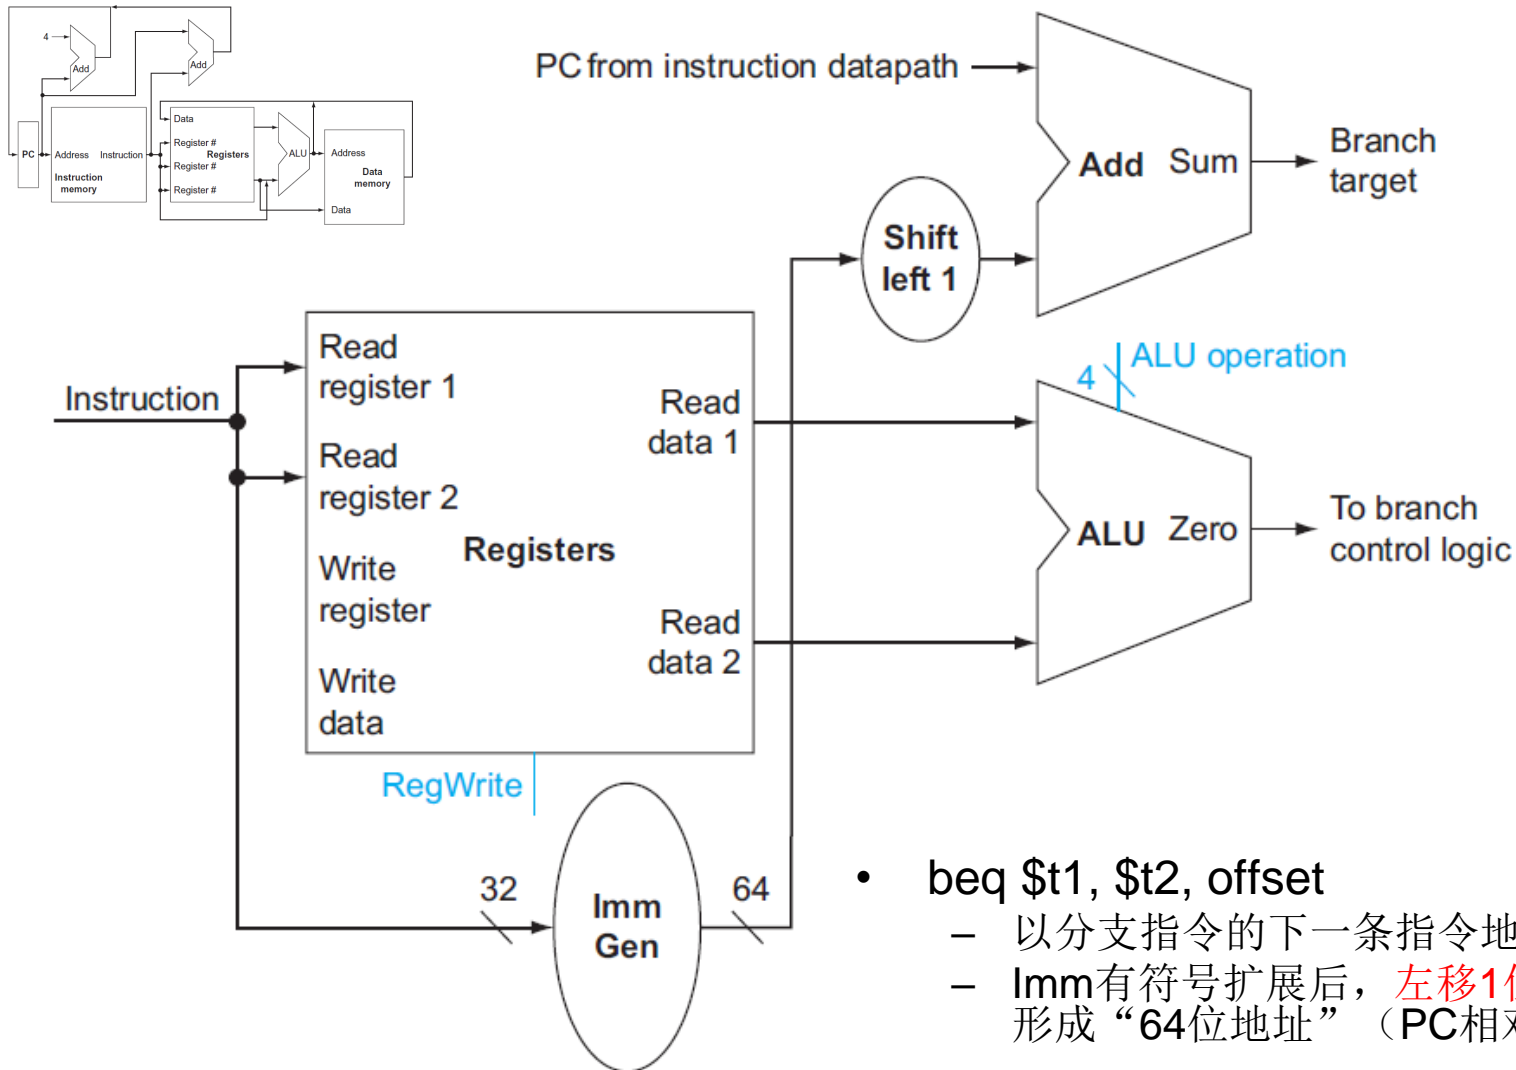 4
Add
Add
PC
Address
Instruction
Instruction
memory
Data
Register #
Registers
Register #
Register #
ALU
Address
Data
memory
Data
PC from instruction datapath
Add Sum
Branch
target
Shift
left 1
Instruction
Read
register 1
Read
register 2
Write
register
Write
data
Registers
Read
data 1
Read
data 2
RegWrite
4
ALU operation
ALU Zero
To branch
control logic
32
Imm
Gen
64
• beq $t1, $t2, offset
– 以分支指令的下一条指令地
– Imm有符号扩展后，左移1
形成“64位地址”（PC相